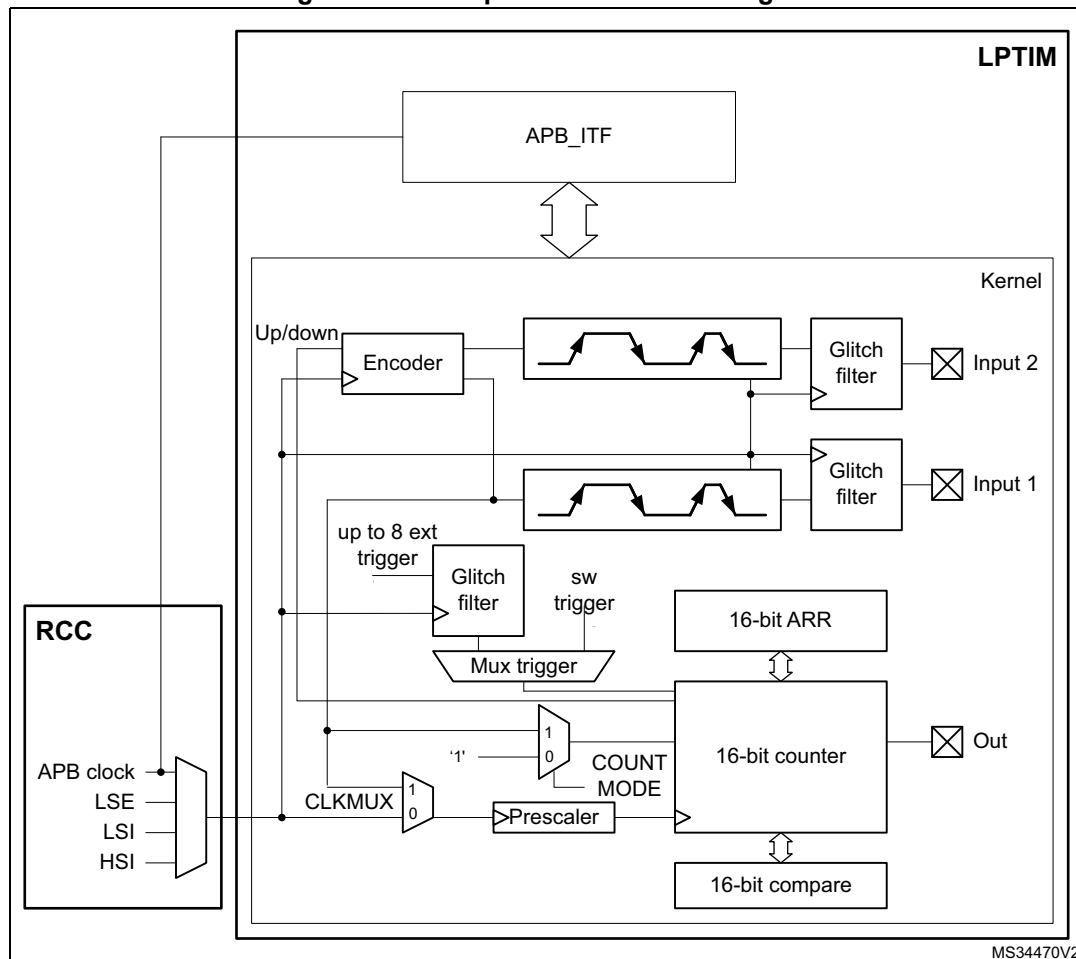 LPTIM
APB_ITF
Kernel
Up/down
Encoder
Glitch
filter
Input 2
Glitch
filter
Input 1
up to 8 ext
trigger
Glitch
filter
sw
trigger
Mux trigger
16-bit ARR
RCC
16-bit counter
Out
1
0
'1'
COUNT
MODE
APB clock
LSE
LSI
HSI
CLKMUX
1
0
Prescaler
16-bit compare
MS34470V2